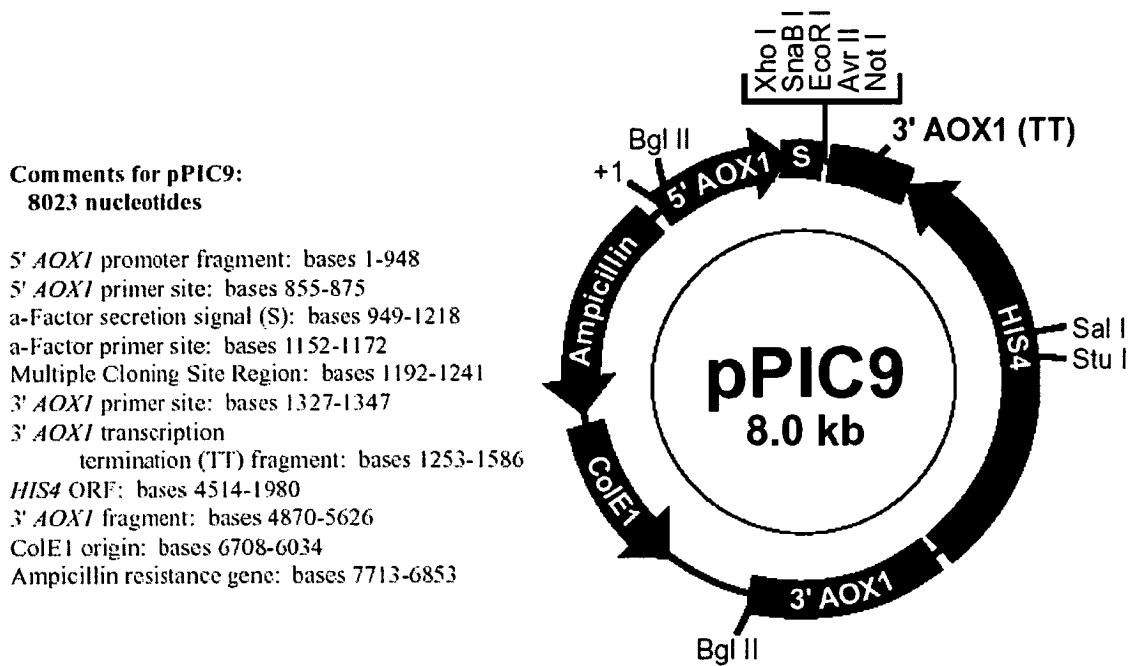 Comments for pPIC9:
8023 nucleotides
5' AOX1 promoter fragment: bases 1-948
5' AOX1 primer site: bases 855-875
a-Factor secretion signal (S): bases 949-1218
a-Factor primer site: bases 1152-1172
Multiple Cloning Site Region: bases 1192-1241
3' AOX1 primer site: bases 1327-1347
3' AOX1 transcription
termination (TT) fragment: bases 1253-1586
HIS4 ORF: bases 4514-1980
3' AOX1 fragment: bases 4870-5626
ColE1 origin: bases 6708-6034
Ampicillin resistance gene: bases 7713-6853
Xho I
SnaB I
EcoR I
Avr II
Not I
Bgl II
+1
5' AOX1
S
3' AOX1 (TT)
Ampicillin
HIS4
Sal I
Stu I
pPIC9
8.0 kb
ColE1
3' AOX1
Bgl II